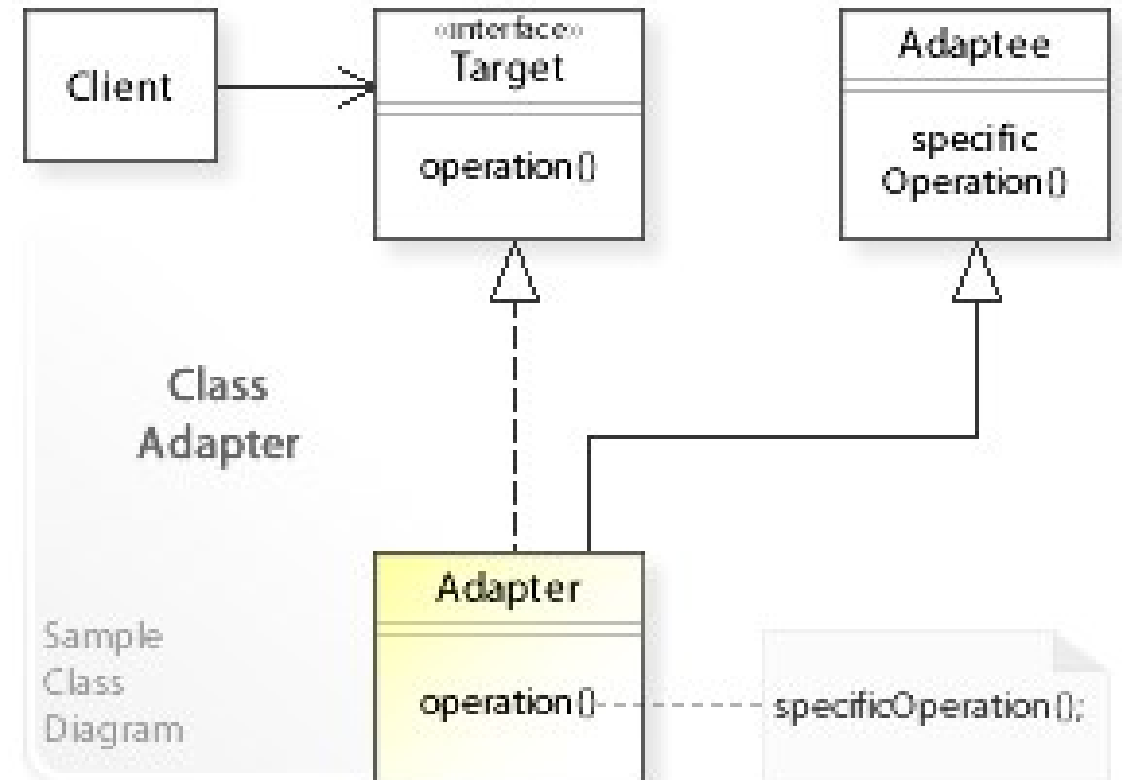 «interface»
Client
Target
operation()
Adaptee
specific
Operation()
Class
Adapter
Adapter
operation()
specificOperation();
Sample
Class
Diagram